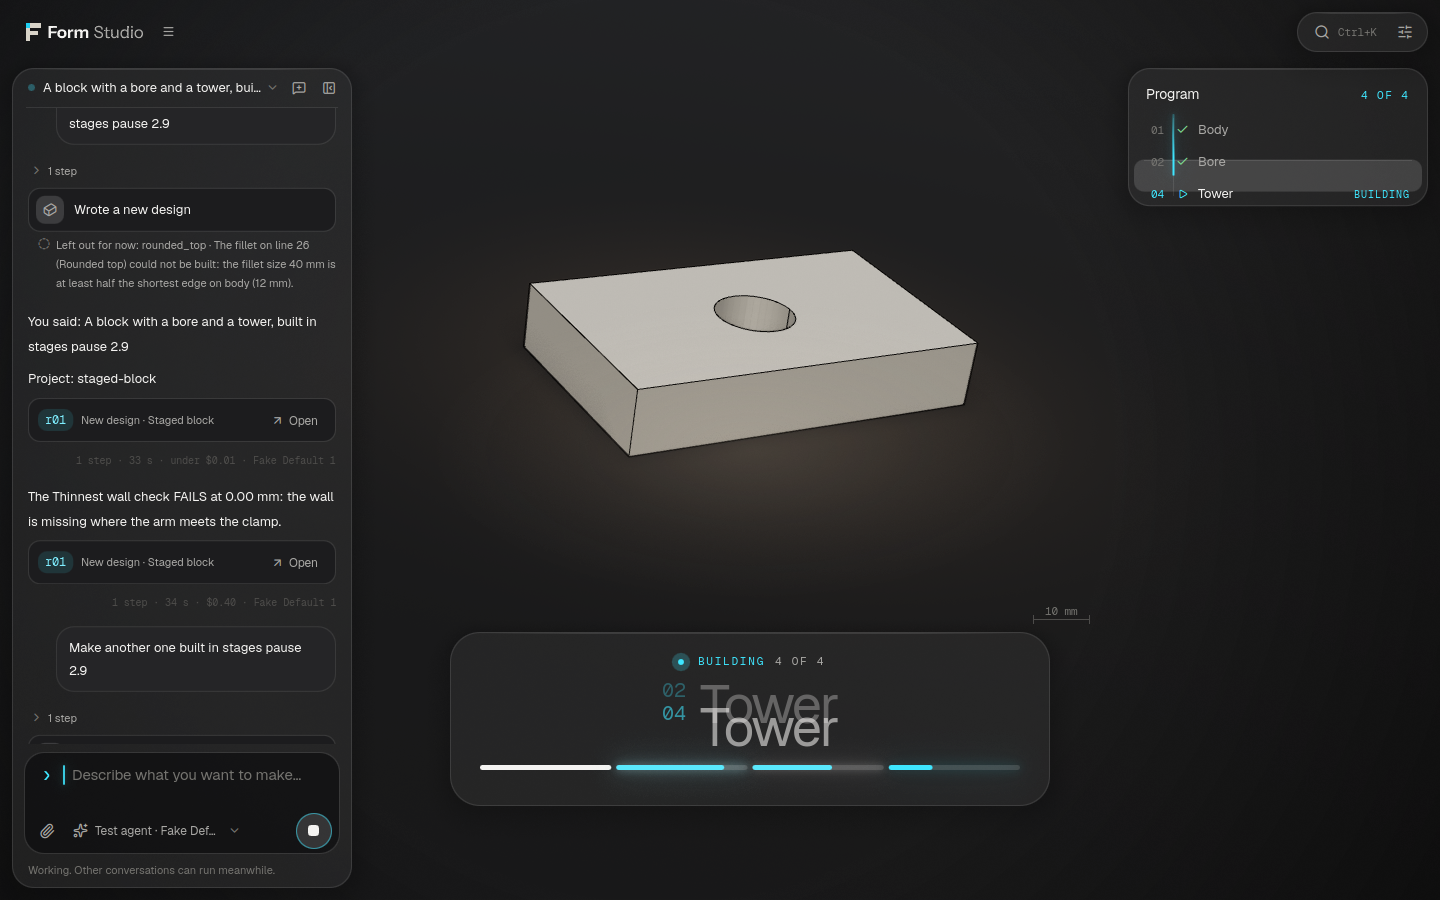 Form Studio
Ctrl+K
A block with a bore and a tower, bui...
stages pause 2.9
1 step
Wrote a new design
Left out for now: rounded_top · The fillet on line 26
(Rounded top) could not be built: the fillet size 40 mm is
at least half the shortest edge on body (12 mm).
You said: A block with a bore and a tower, built in
stages pause 2.9
Project: staged-block
r01 New design · Staged block Open
1 step · 33 s · under $0.01 · Fake Default 1
The Thinnest wall check FAILS at 0.00 mm: the wall
is missing where the arm meets the clamp.
r01 New design · Staged block Open
1 step · 34 s · $0.40 · Fake Default 1
Make another one built in stages pause
2.9
1 step
Describe what you want to make...
Test agent · Fake Def...
Working. Other conversations can run meanwhile.
Program 4 OF 4
01 Body
02 Bore
04 Tower BUILDING
10 mm
BUILDING 4 OF 4
02 Tower
04 Tower